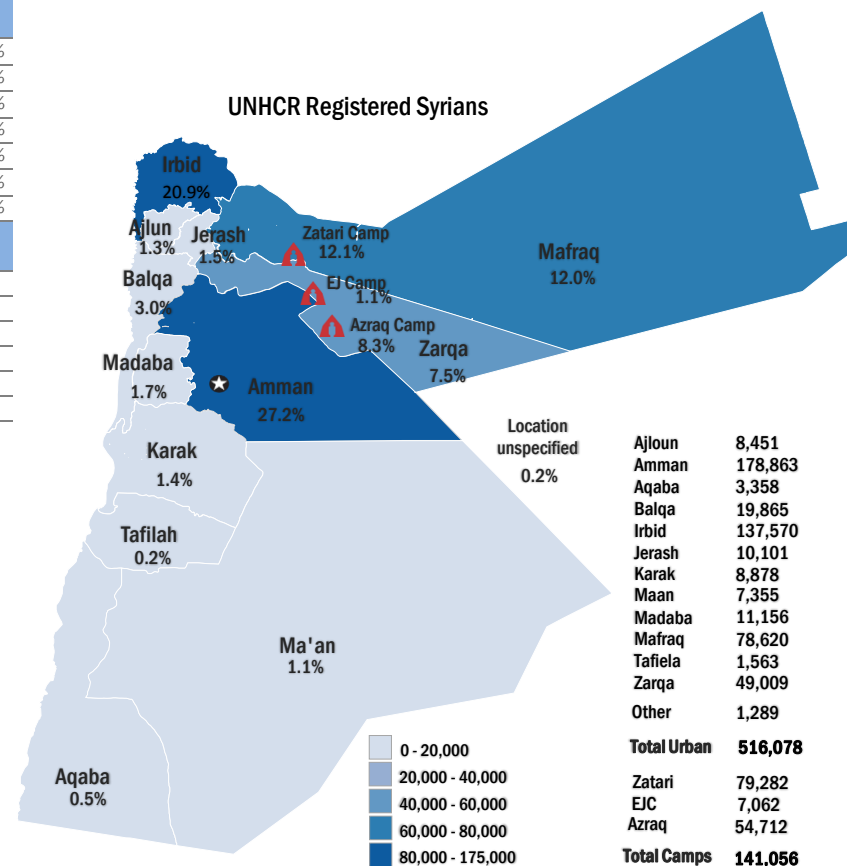 UNHCR Registered Syrians
%
%
%
%
%
%
%
Irbid
20.9%
Ajlun
1.3%
Jerash
1.5%
Zatari Camp
12.1%
Mafraq
12.0%
Balqa
3.0%
EJ Camp
1.1%
Azraq Camp
8.3%
Zarqa
7.5%
Madaba
1.7%
Amman
27.2%
Location
unspecified
0.2%
Karak
1.4%
Tafilah
0.2%
Ma'an
1.1%
Aqaba
0.5%
0 - 20,000
20,000 - 40,000
40,000 - 60,000
60,000 - 80,000
80,000 - 175,000
Ajloun 8,451
Amman 178,863
Aqaba 3,358
Balqa 19,865
Irbid 137,570
Jerash 10,101
Karak 8,878
Maan 7,355
Madaba 11,156
Mafraq 78,620
Tafiela 1,563
Zarqa 49,009
Other 1,289
Total Urban 516,078
Zatari 79,282
EJC 7,062
Azraq 54,712
Total Camps 141,056